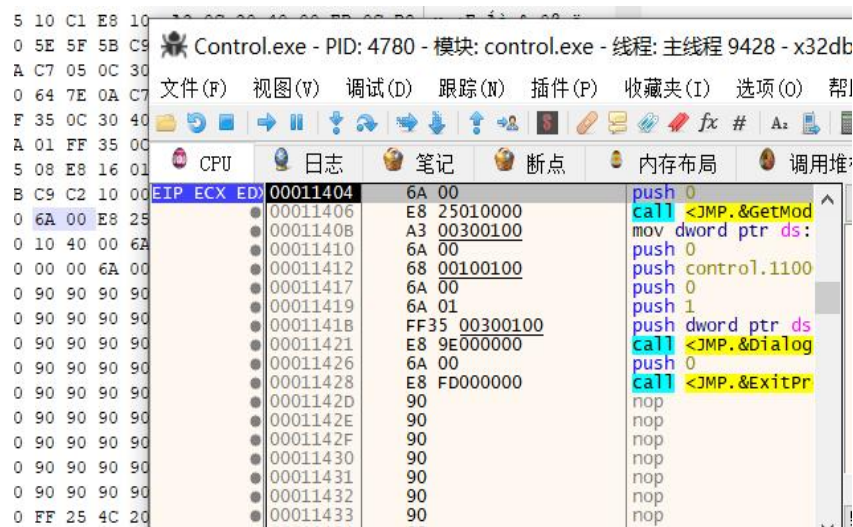 5 10 C1 E8 10
0 5E 5F 5B C9
A C7 05 0C 30
0 64 7E 0A C7
F 35 0C 30 40
A 01 FF 35 0C
5 08 E8 16 01
B C9 C2 10 00
0 6A 00 E8 25
0 10 40 00 6A
0 00 00 6A 00
0 90 90 90 90
0 90 90 90 90
0 90 90 90 90
0 90 90 90 90
0 90 90 90 90
0 90 90 90 90
0 90 90 90 90
0 90 90 90 90
0 FF 25 4C 20
Control.exe - PID: 4780 - 模块: control.exe - 线程: 主线程 9428 - x32db
文件(F) 视图(V) 调试(D) 跟踪(N) 插件(P) 收藏夹(I) 选项(O)
fx # Az
CPU 日志 笔记 断点 内存布局 调用堆
EIP ECX EDX 00011404 6A 00 push 0
00011406 E8 25010000 call <JMP.&GetMod
0001140B A3 00300100 mov dword ptr ds:
00011410 6A 00 push 0
00011412 68 00100100 push control.1100
00011417 6A 00 push 0
00011419 6A 01 push 1
0001141B FF35 00300100 push dword ptr ds
00011421 E8 9E000000 call <JMP.&Dialog
00011426 6A 00 push 0
00011428 E8 FD000000 call <JMP.&ExitPr
0001142D 90 nop
0001142E 90 nop
0001142F 90 nop
00011430 90 nop
00011431 90 nop
00011432 90 nop
00011433 90 nop